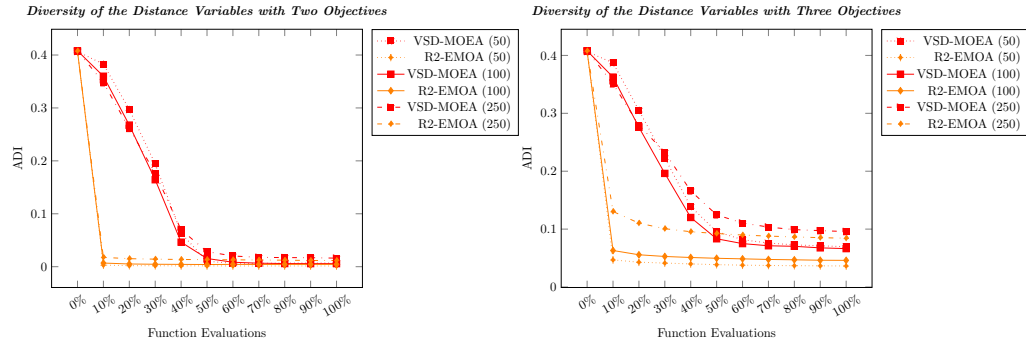 Diversity of the Distance Variables with Two Objectives
ADI
0.4
0.3
0.2
0.1
0
0%
10%
20%
30%
40%
50%
60%
70%
80%
90%
100%
Function Evaluations
VSD-MOEA (50)
R2-EMOA (50)
VSD-MOEA (100)
R2-EMOA (100)
VSD-MOEA (250)
R2-EMOA (250)
Diversity of the Distance Variables with Three Objectives
ADI
0.4
0.3
0.2
0.1
0
0%
10%
20%
30%
40%
50%
60%
70%
80%
90%
100%
Function Evaluations
VSD-MOEA (50)
R2-EMOA (50)
VSD-MOEA (100)
R2-EMOA (100)
VSD-MOEA (250)
R2-EMOA (250)